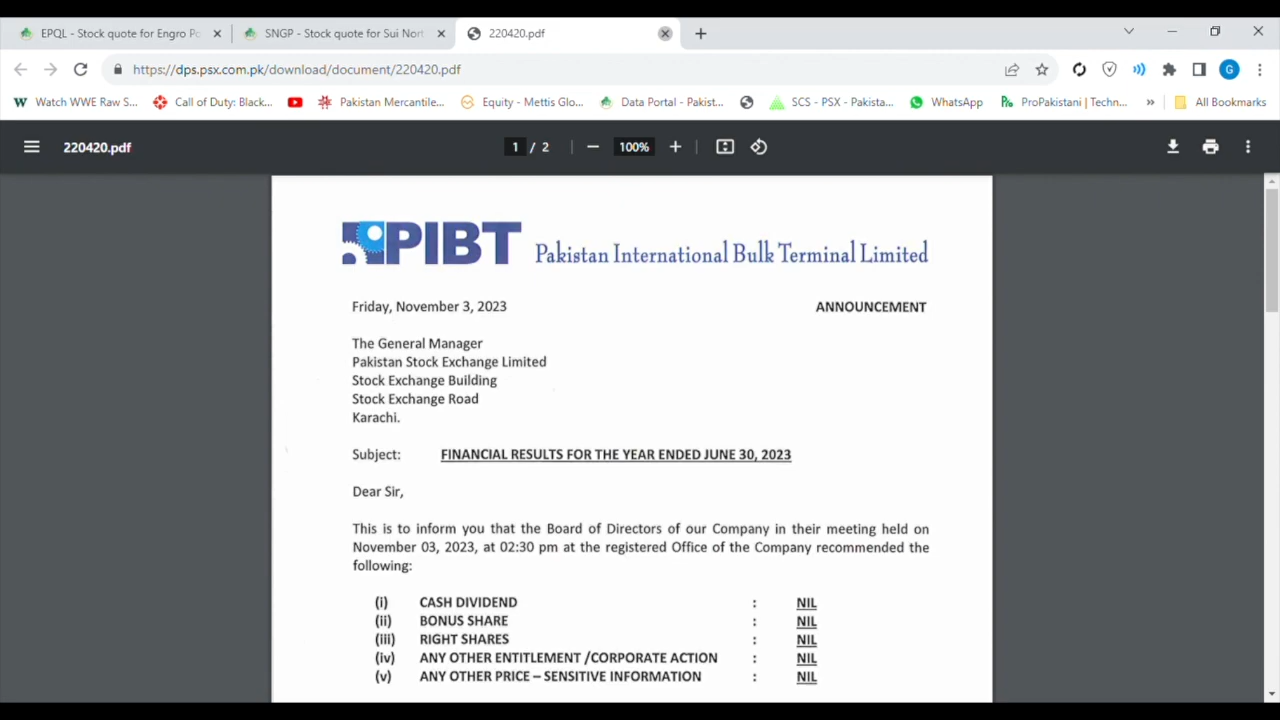 EPQL - Stock quote for Engro Po
SNGP - Stock quote for Sui Nort
220420.pdf
https://dps.psx.com.pk/download/document/220420.pdf
G
W Watch WWE Raw S...
Call of Duty: Black...
Pakistan Mercantile...
Equity - Mettis Glo...
Data Portal - Pakist...
SCS - PSX - Pakista...
WhatsApp
ProPakistani | Techn...
»
All Bookmarks
220420.pdf
1 / 2
100%
PIBT Pakistan International Bulk Terminal Limited
Friday, November 3, 2023 ANNOUNCEMENT
The General Manager
Pakistan Stock Exchange Limited
Stock Exchange Building
Stock Exchange Road
Karachi.
Subject: FINANCIAL RESULTS FOR THE YEAR ENDED JUNE 30, 2023
Dear Sir,
This is to inform you that the Board of Directors of our Company in their meeting held on
November 03, 2023, at 02:30 pm at the registered Office of the Company recommended the
following:
(i) CASH DIVIDEND : NIL
(ii) BONUS SHARE : NIL
(iii) RIGHT SHARES : NIL
(iv) ANY OTHER ENTITLEMENT /CORPORATE ACTION : NIL
(v) ANY OTHER PRICE – SENSITIVE INFORMATION : NIL